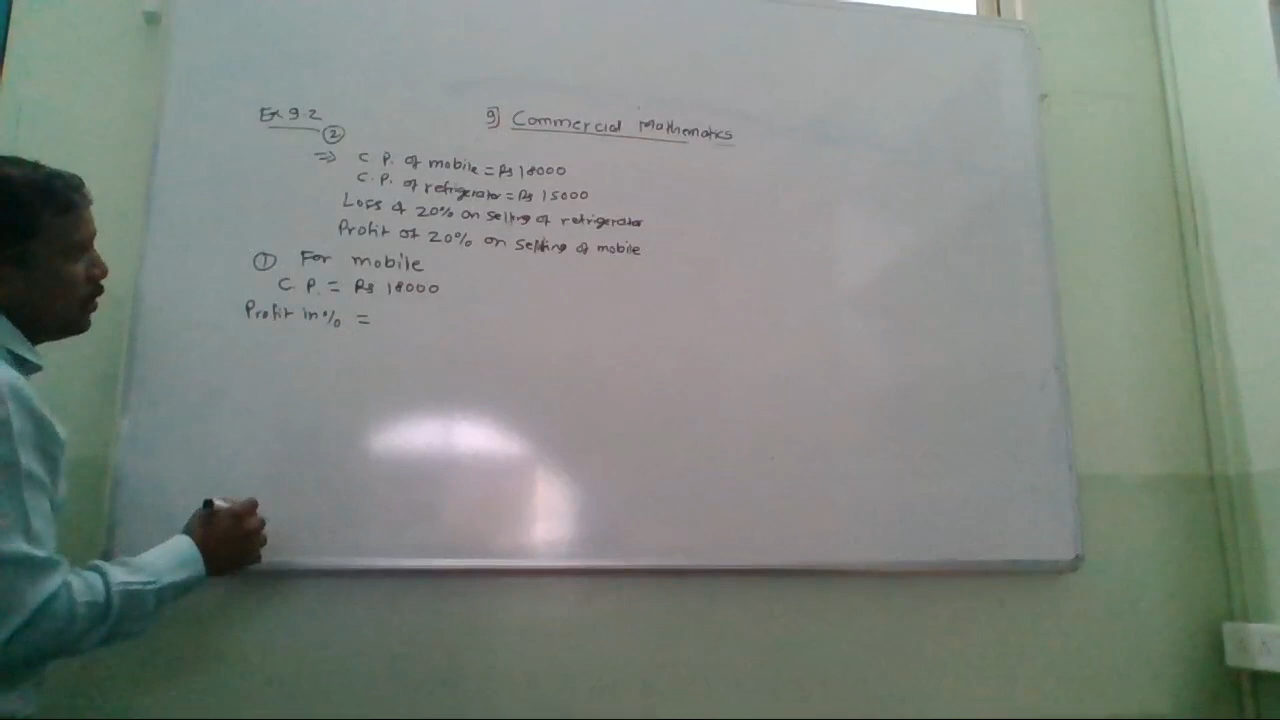 Ex 9.2
9] Commercial Mathematics
②
⇒ C.P. of mobile = Rs 18000
C.P. of refrigerator = Rs 15000
Loss of 20% on selling of refrigerator
Profit of 20% on selling of mobile
① For mobile
C.P. = Rs 18000
Profit in % =